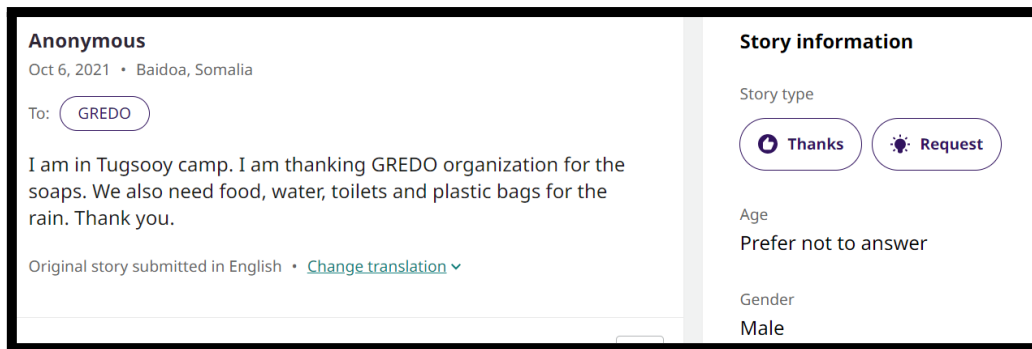 Anonymous
Oct 6, 2021 • Baidoa, Somalia
To: GREDO
I am in Tugsooy camp. I am thanking GREDO organization for the
soaps. We also need food, water, toilets and plastic bags for the
rain. Thank you.
Original story submitted in English • Change translation
Story information
Story type
Thanks Request
Age
Prefer not to answer
Gender
Male